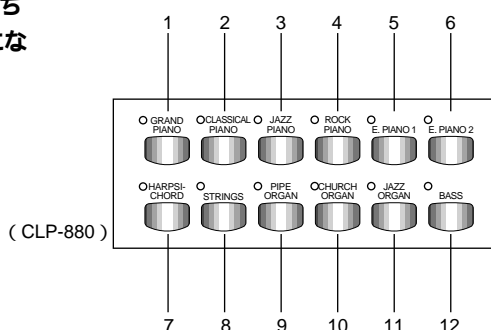 ち
な
1 2 3 4 5 6
GRAND PIANO
CLASSICAL PIANO
JAZZ PIANO
ROCK PIANO
E. PIANO 1
E. PIANO 2
HARPSI-CHORD
STRINGS
PIPE ORGAN
CHURCH ORGAN
JAZZ ORGAN
BASS
（CLP-880）
7 8 9 10 11 12